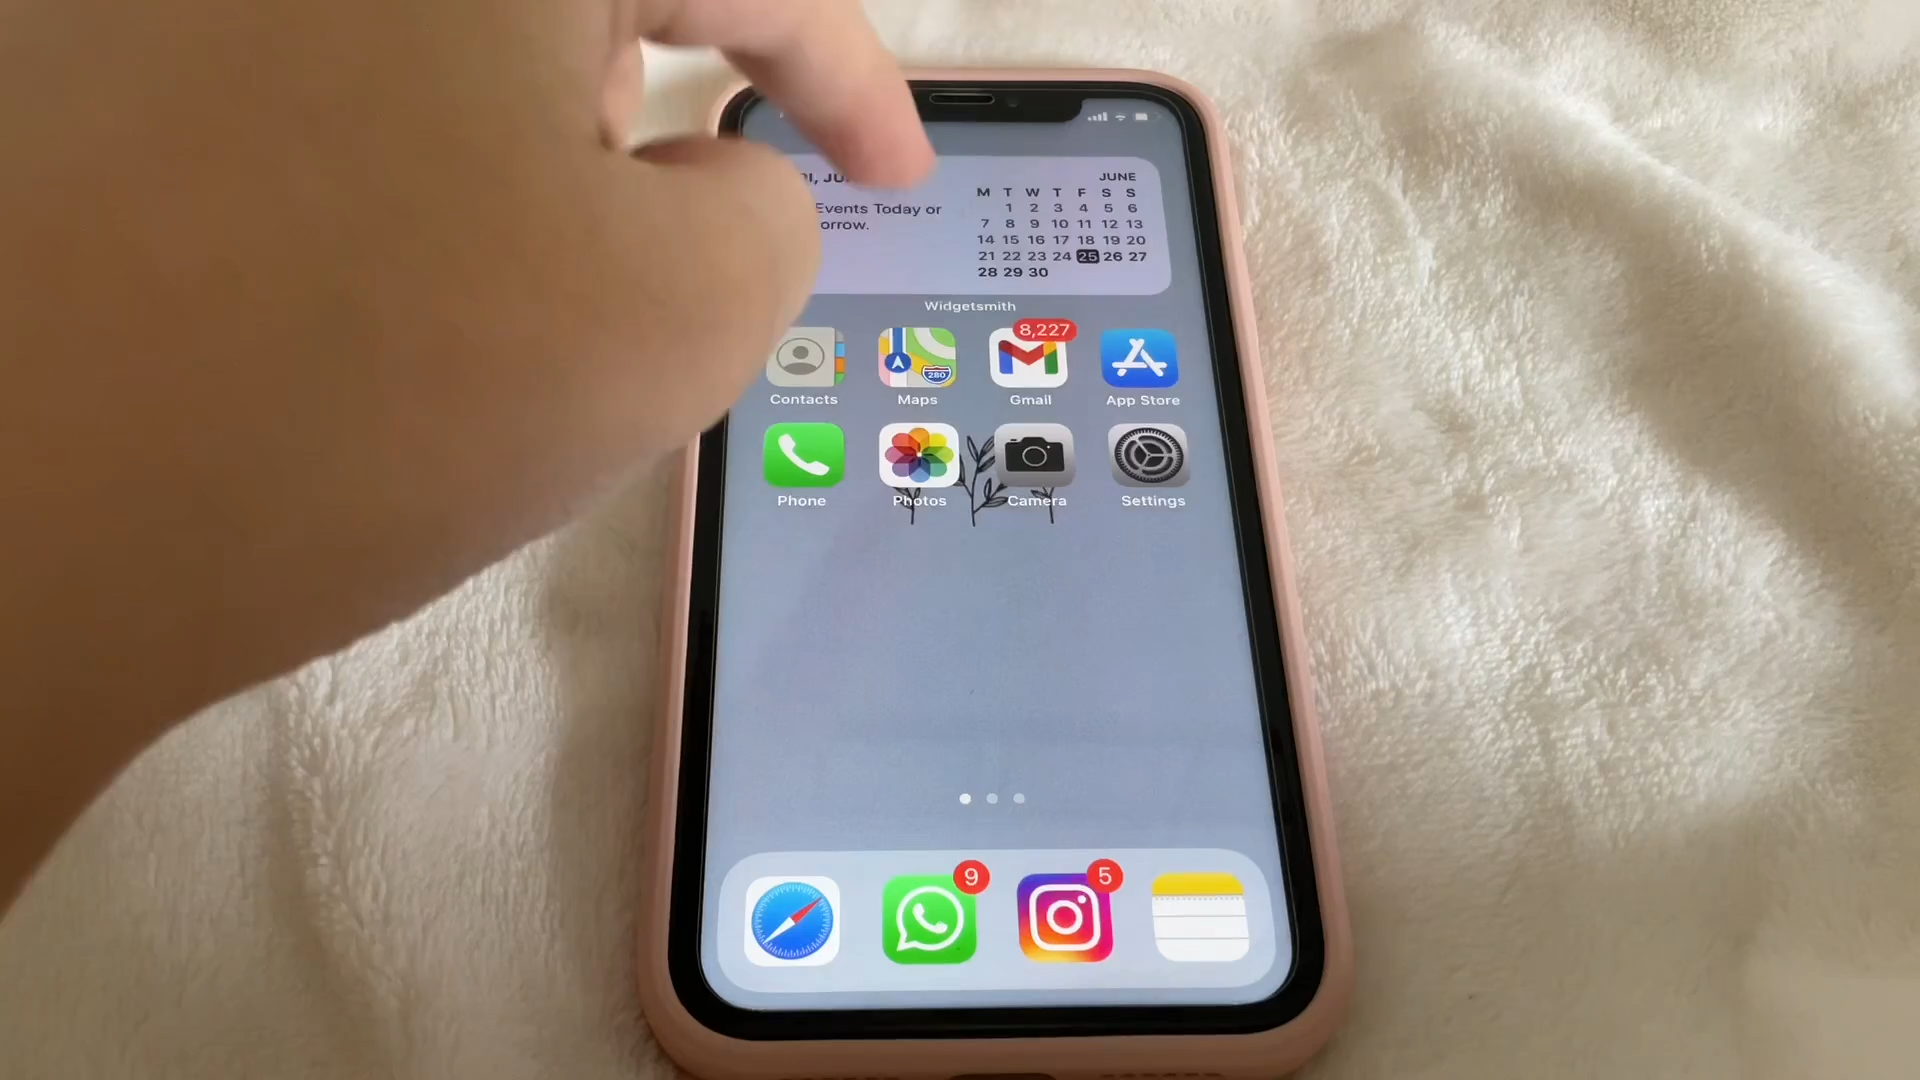 JUNE
Events Today or
M T W T F S S
1 2 3 4 5 6
7 8 9 10 11 12 13
14 15 16 17 18 19 20
21 22 23 24 25 26 27
28 29 30
Widgetsmith
8,227
280
Contacts Maps Gmail App Store
Phone Photos Camera Settings
9 5